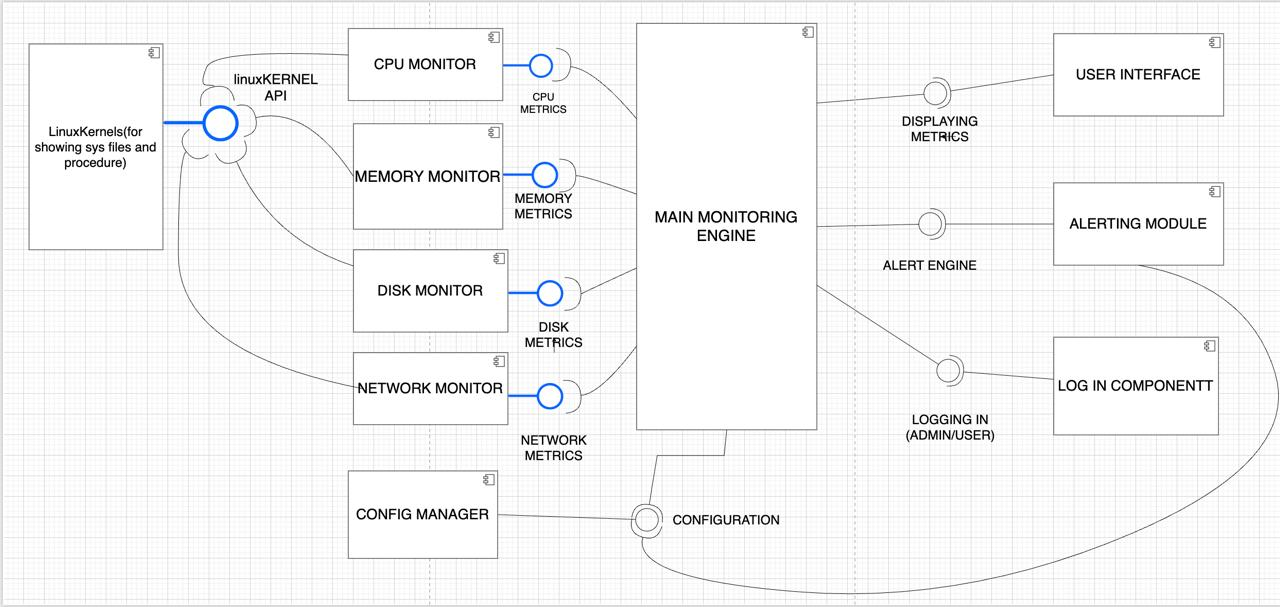 LinuxKernels(for
showing sys files and
procedure)
linuxKERNEL
API
CPU MONITOR
CPU
METRICS
MEMORY MONITOR
MEMORY
METRICS
DISK MONITOR
DISK
METRICS
NETWORK MONITOR
NETWORK
METRICS
CONFIG MANAGER
CONFIGURATION
MAIN MONITORING
ENGINE
USER INTERFACE
DISPLAYING
METRICS
ALERTING MODULE
ALERT ENGINE
LOG IN COMPONENTT
LOGGING IN
(ADMIN/USER)